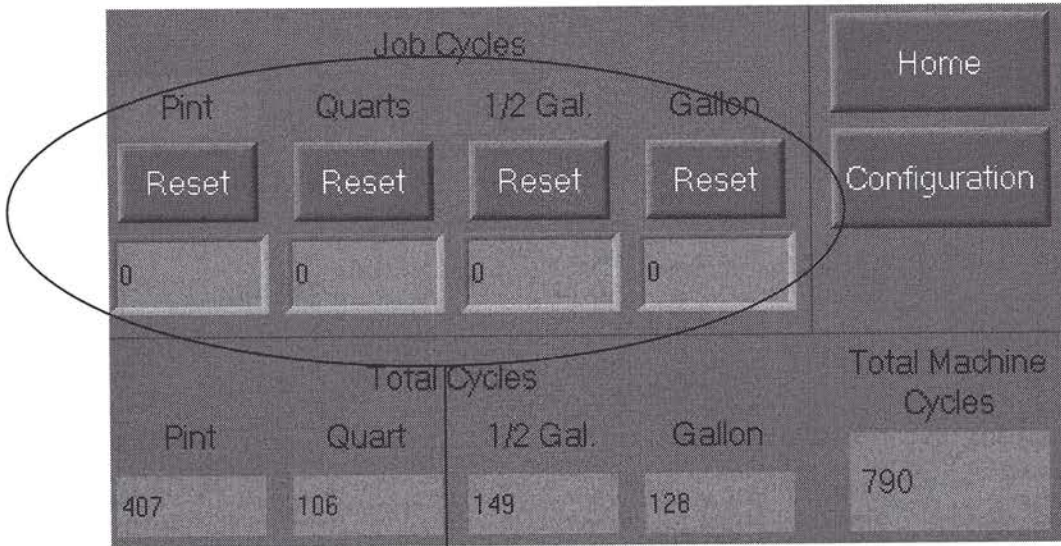 Job Cycles
Home
Pint Quarts 1/2 Gal. Gallon
Reset Reset Reset Reset
Configuration
0 0 0 0
Total Cycles
Total Machine
Cycles
Pint Quart 1/2 Gal. Gallon
407 106 149 128
790